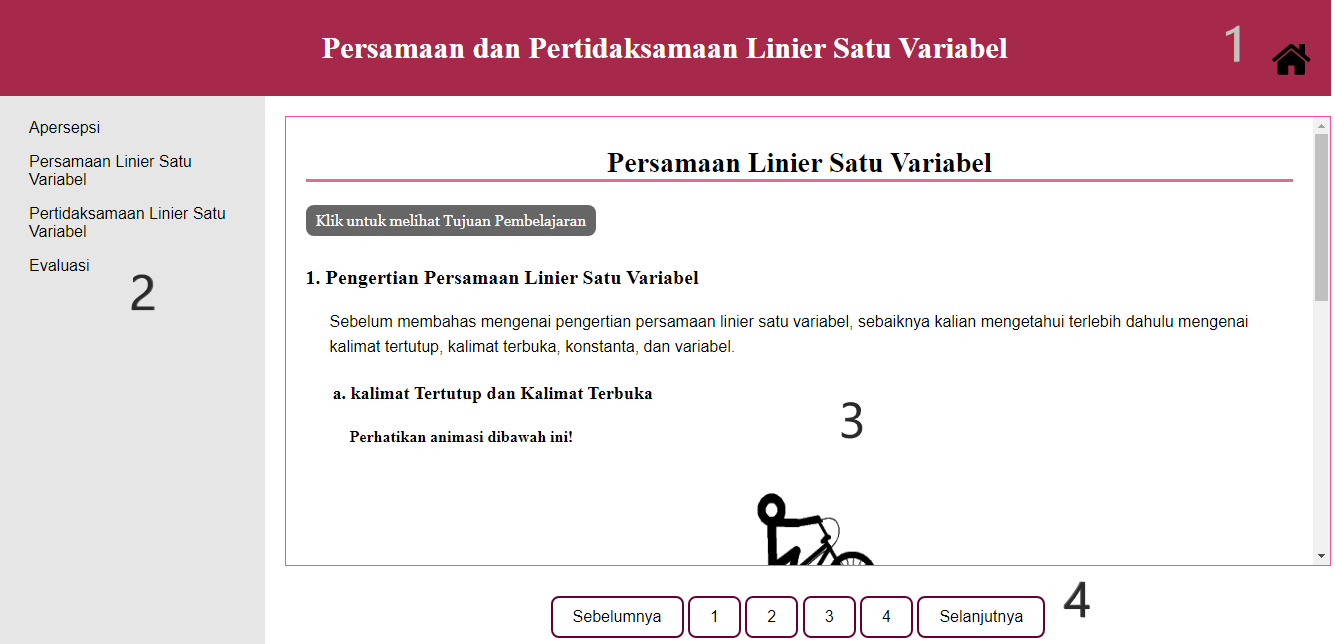 Persamaan dan Pertidaksamaan Linier Satu Variabel
1
Apersepsi
Persamaan Linier Satu
Variabel
Pertidaksamaan Linier Satu
Variabel
Evaluasi
2
Persamaan Linier Satu Variabel
Klik untuk melihat Tujuan Pembelajaran
1. Pengertian Persamaan Linier Satu Variabel
Sebelum membahas mengenai pengertian persamaan linier satu variabel, sebaiknya kalian mengetahui terlebih dahulu mengenai
kalimat tertutup, kalimat terbuka, konstanta, dan variabel.
a. kalimat Tertutup dan Kalimat Terbuka
3
Perhatikan animasi dibawah ini!
Sebelumnya 1 2 3 4 Selanjutnya
4